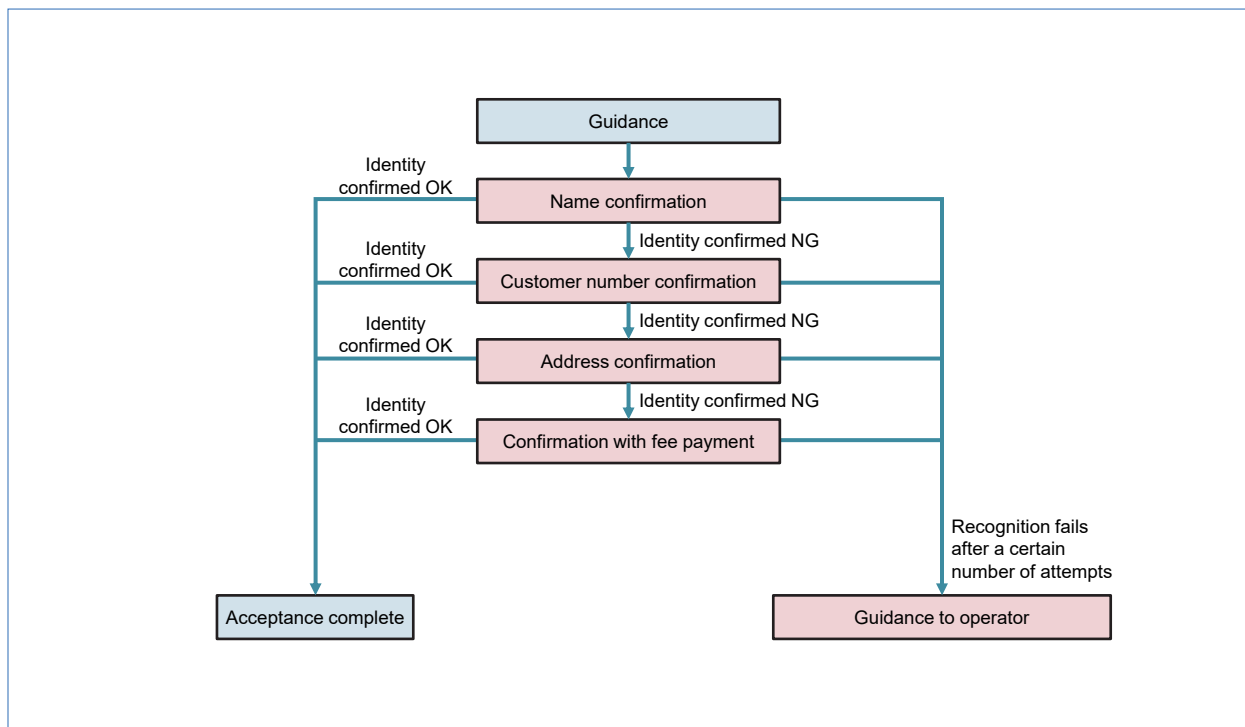 Guidance
Identity
confirmed OK
Name confirmation
Identity confirmed NG
Identity
confirmed OK
Customer number confirmation
Identity confirmed NG
Identity
confirmed OK
Address confirmation
Identity confirmed NG
Identity
confirmed OK
Confirmation with fee payment
Recognition fails
after a certain
number of attempts
Acceptance complete
Guidance to operator